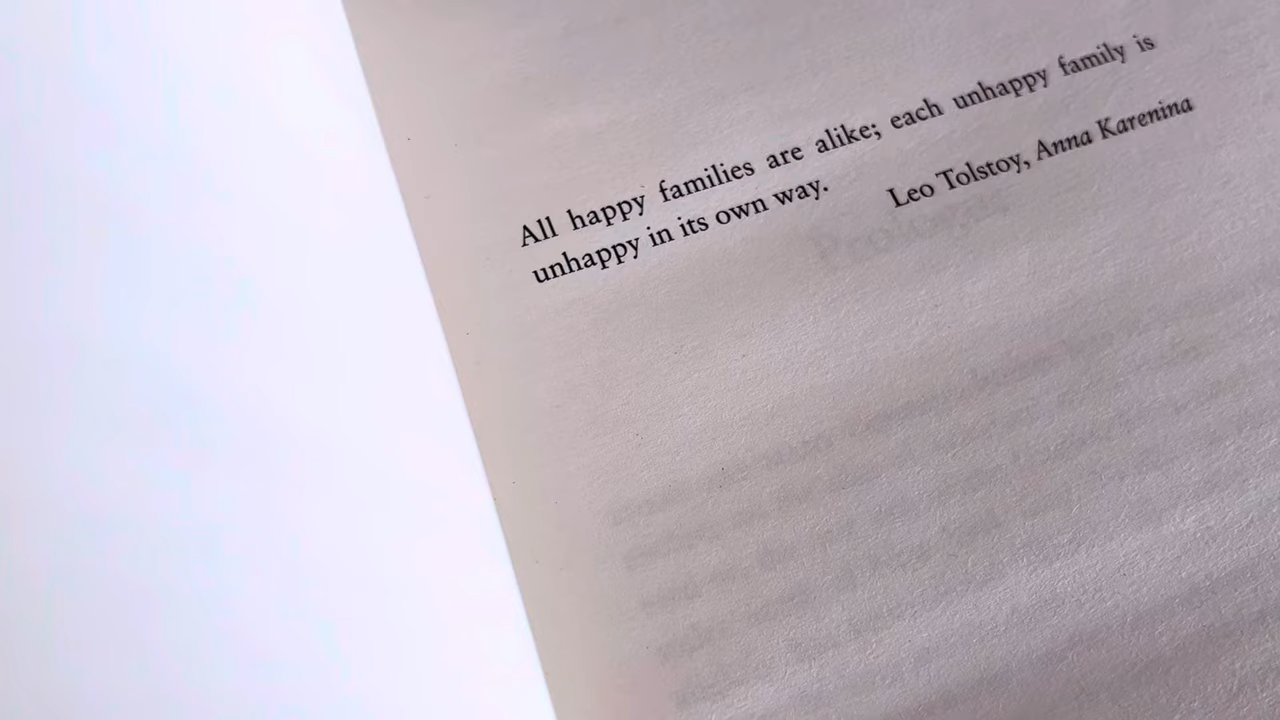 All happy families are alike; each unhappy family is
unhappy in its own way.
Leo Tolstoy, Anna Karenina